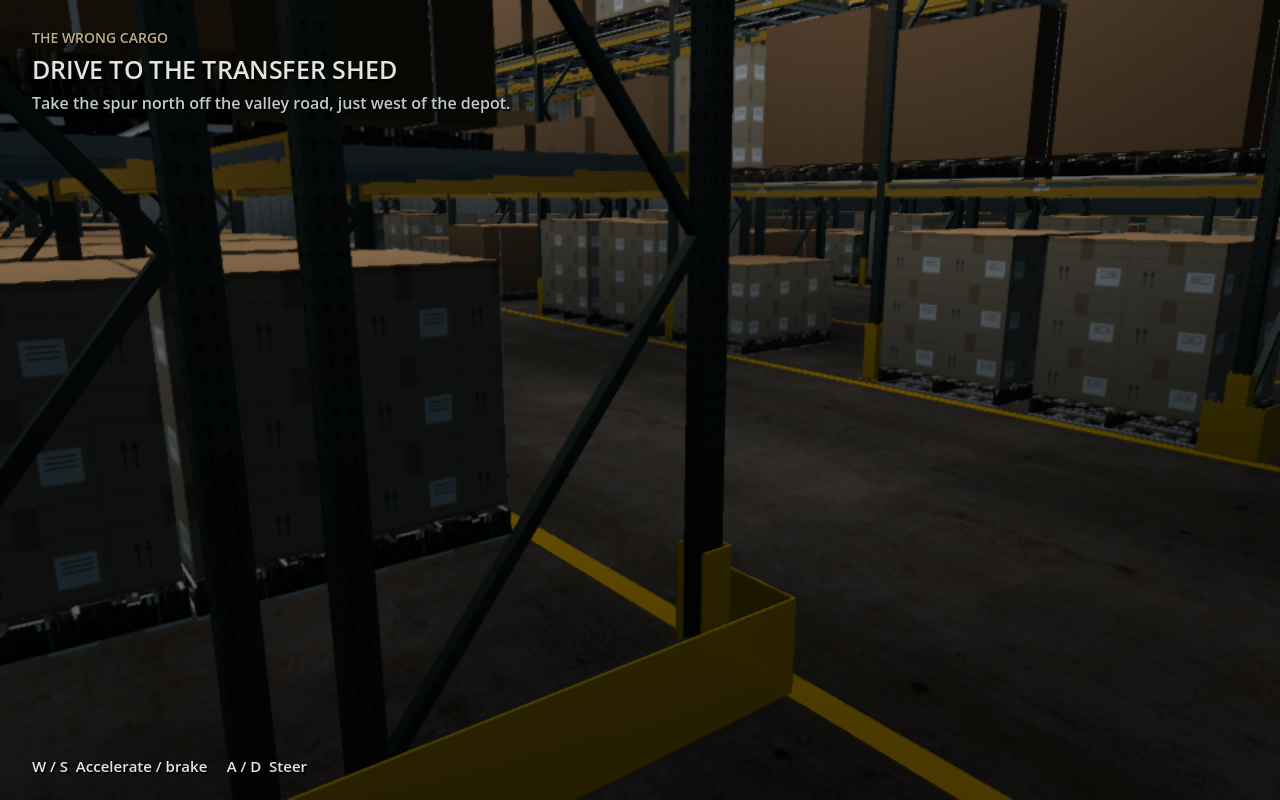 THE WRONG CARGO
DRIVE TO THE TRANSFER SHED
Take the spur north off the valley road, just west of the depot.
W / S Accelerate / brake A / D Steer